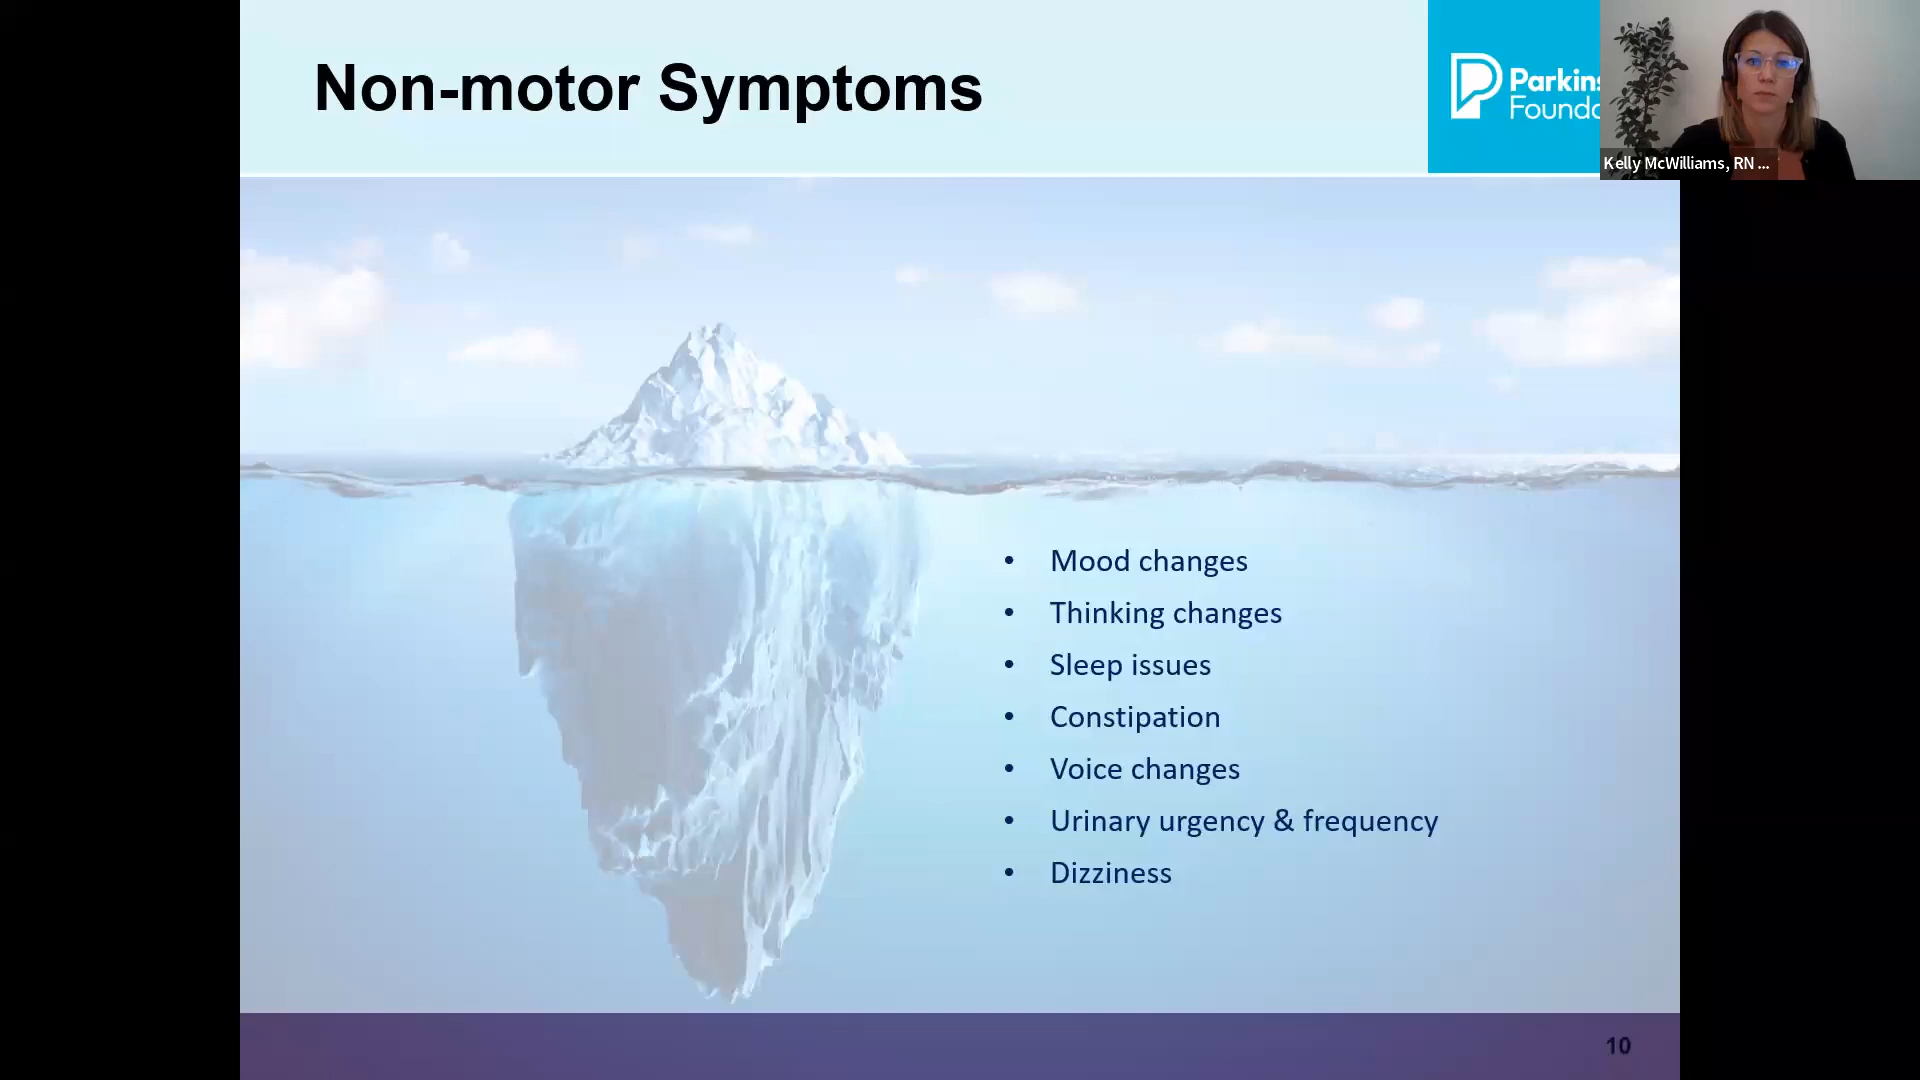 Non-motor Symptoms
Parkins
Foundo
Kelly McWilliams, RN ...
• Mood changes
• Thinking changes
• Sleep issues
• Constipation
• Voice changes
• Urinary urgency & frequency
• Dizziness
10